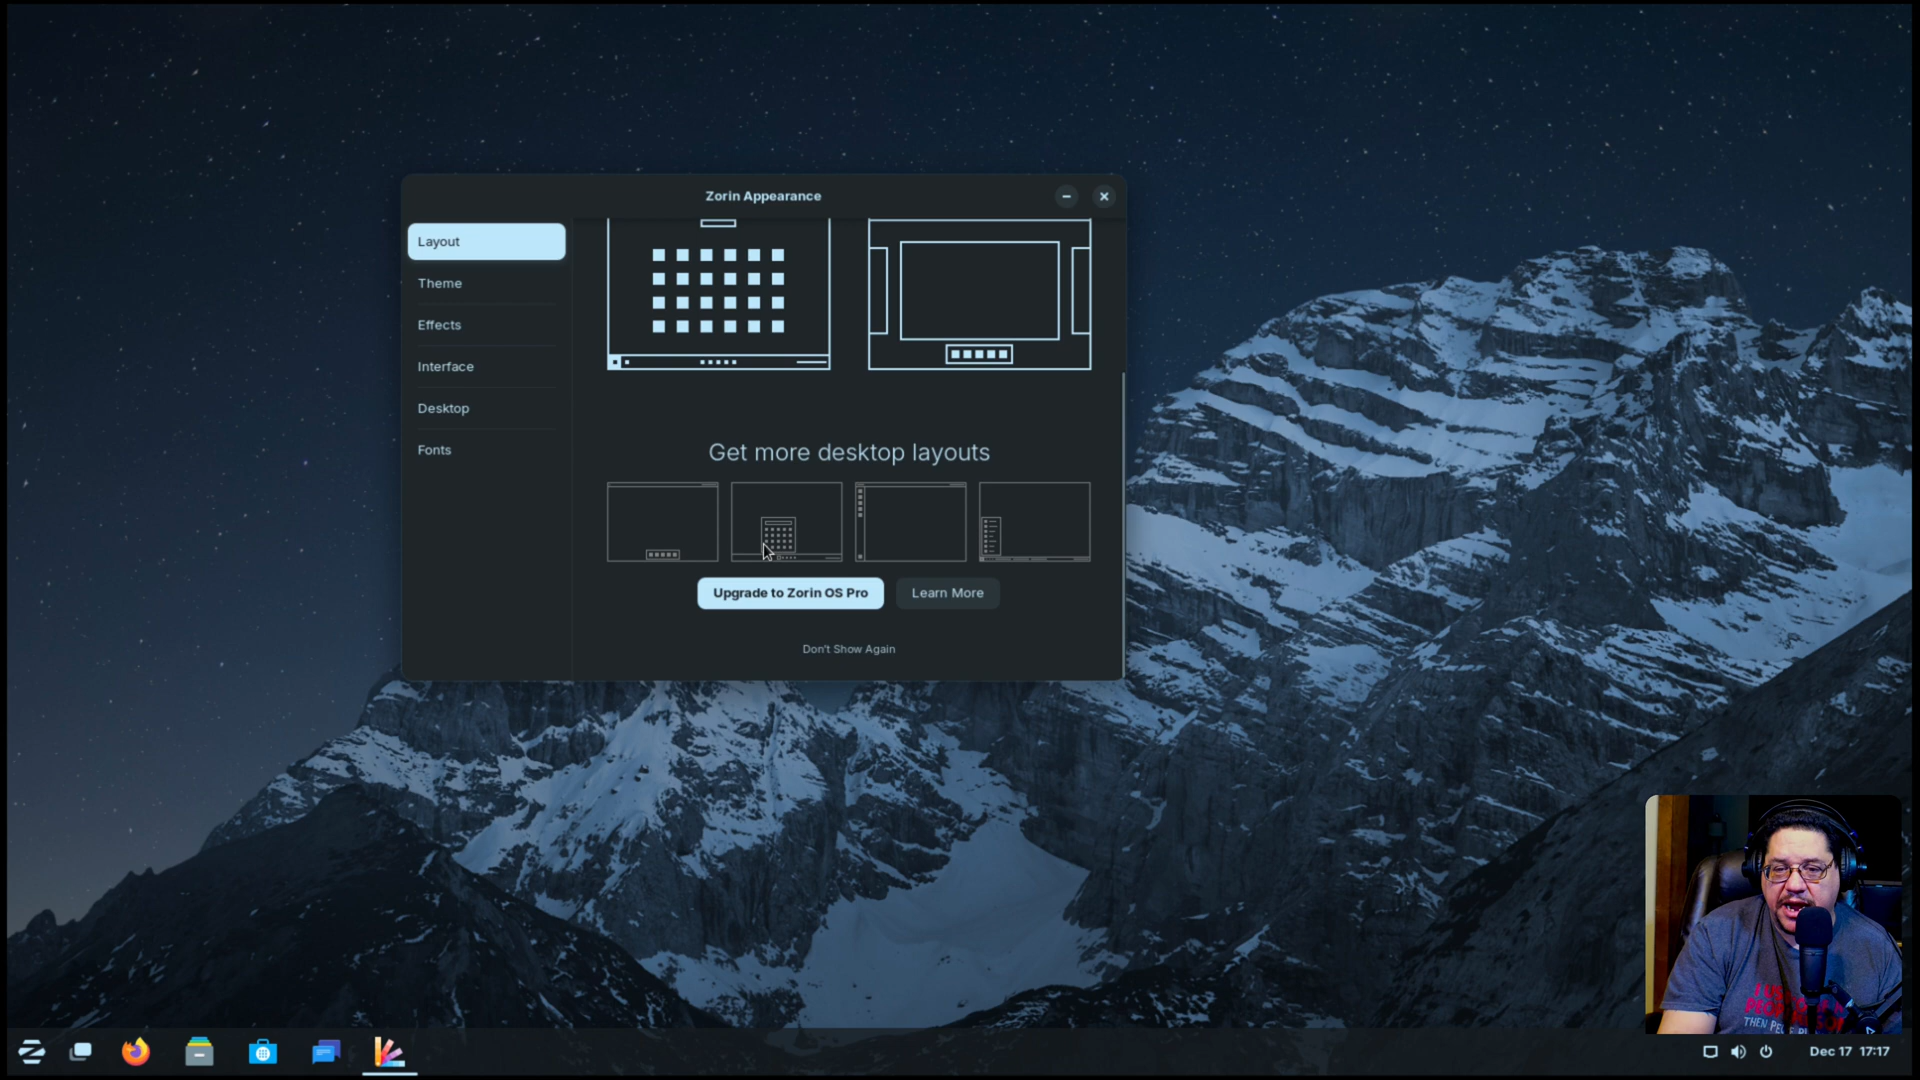 Zorin Appearance
Layout
Theme
Effects
Interface
Desktop
Fonts
Get more desktop layouts
Upgrade to Zorin OS Pro
Learn More
Don't Show Again
THEN
Dec 17 17:17